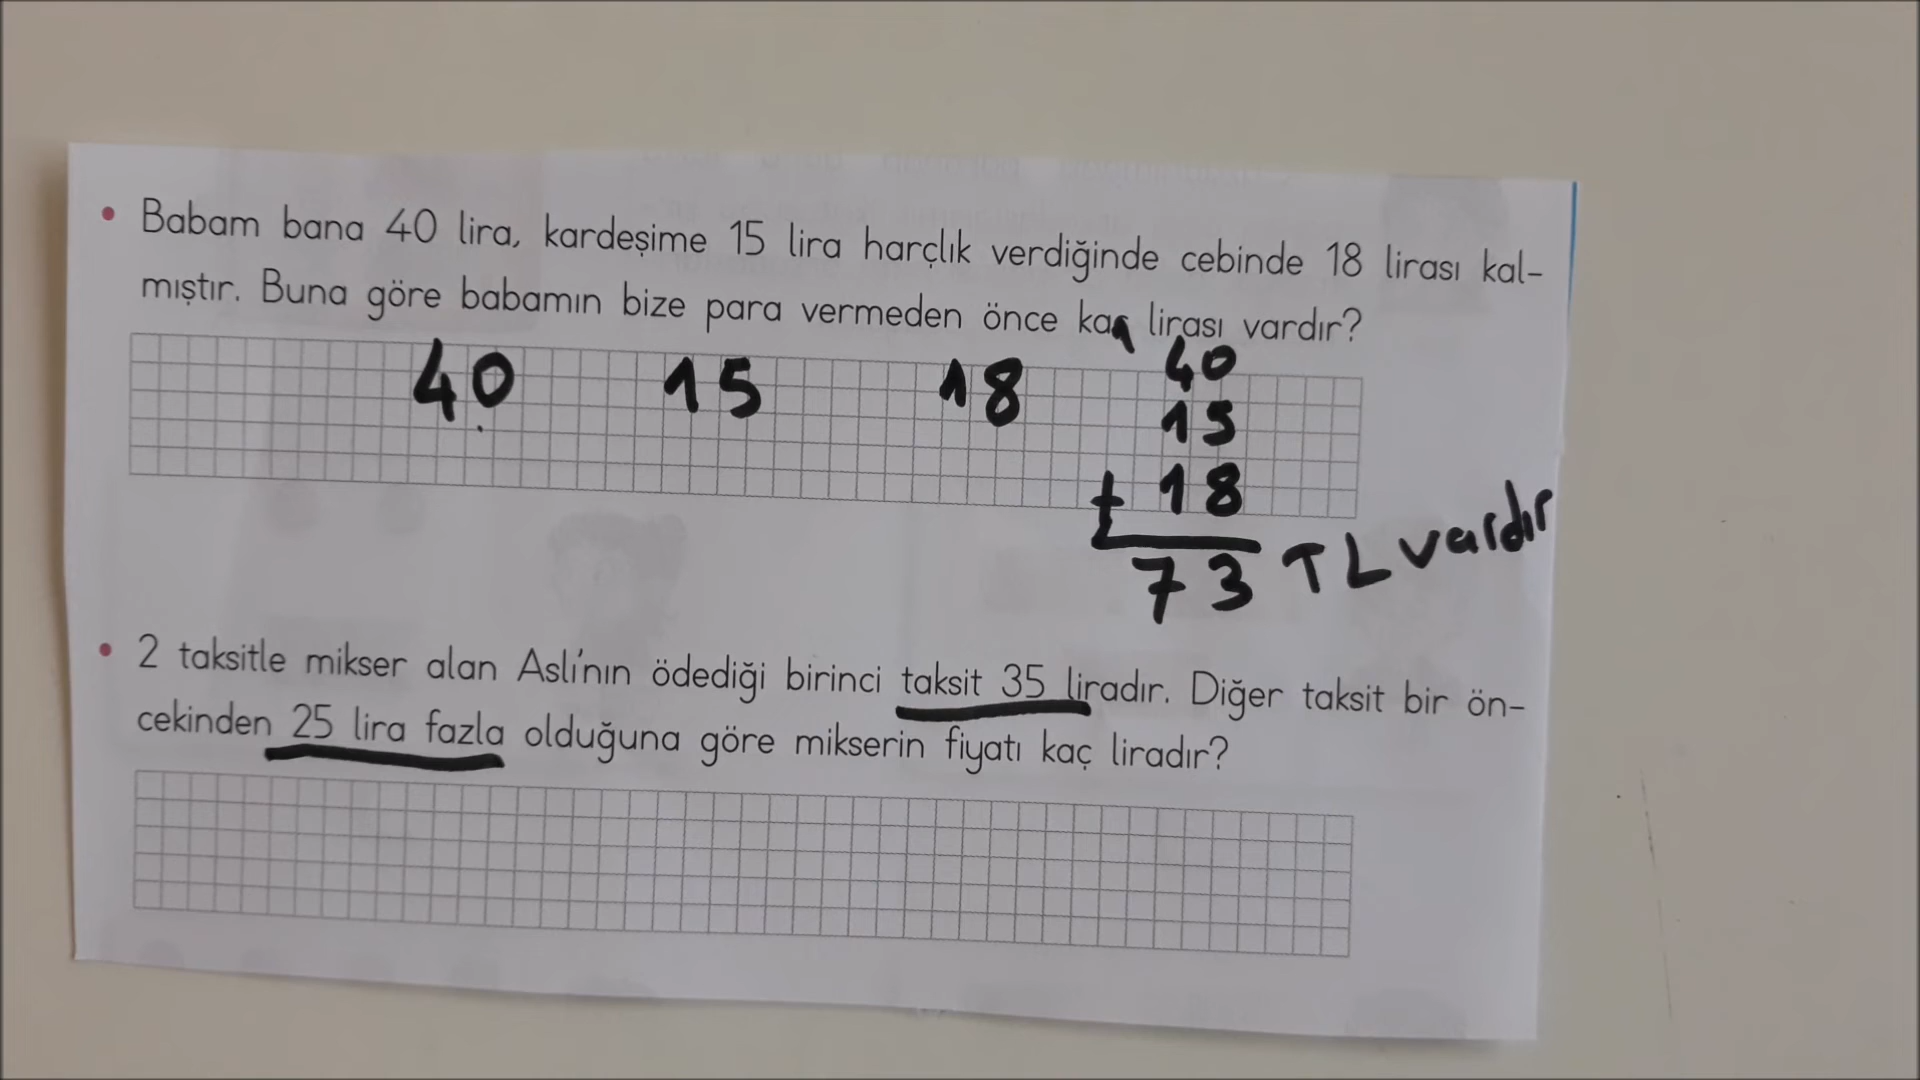 • Babam bana 40 lira, kardeşime 15 lira harçlık verdiğinde cebinde 18 lirası kal-
mıştır. Buna göre babamın bize para vermeden önce kaç lirası vardır?
40 15 18
1
40
15
+ 18
73 TL vardır
• 2 taksitle mikser alan Aslı'nın ödediği birinci taksit 35 liradır. Diğer taksit bir ön-
cekinden 25 lira fazla olduğuna göre mikserin fiyatı kaç liradır?